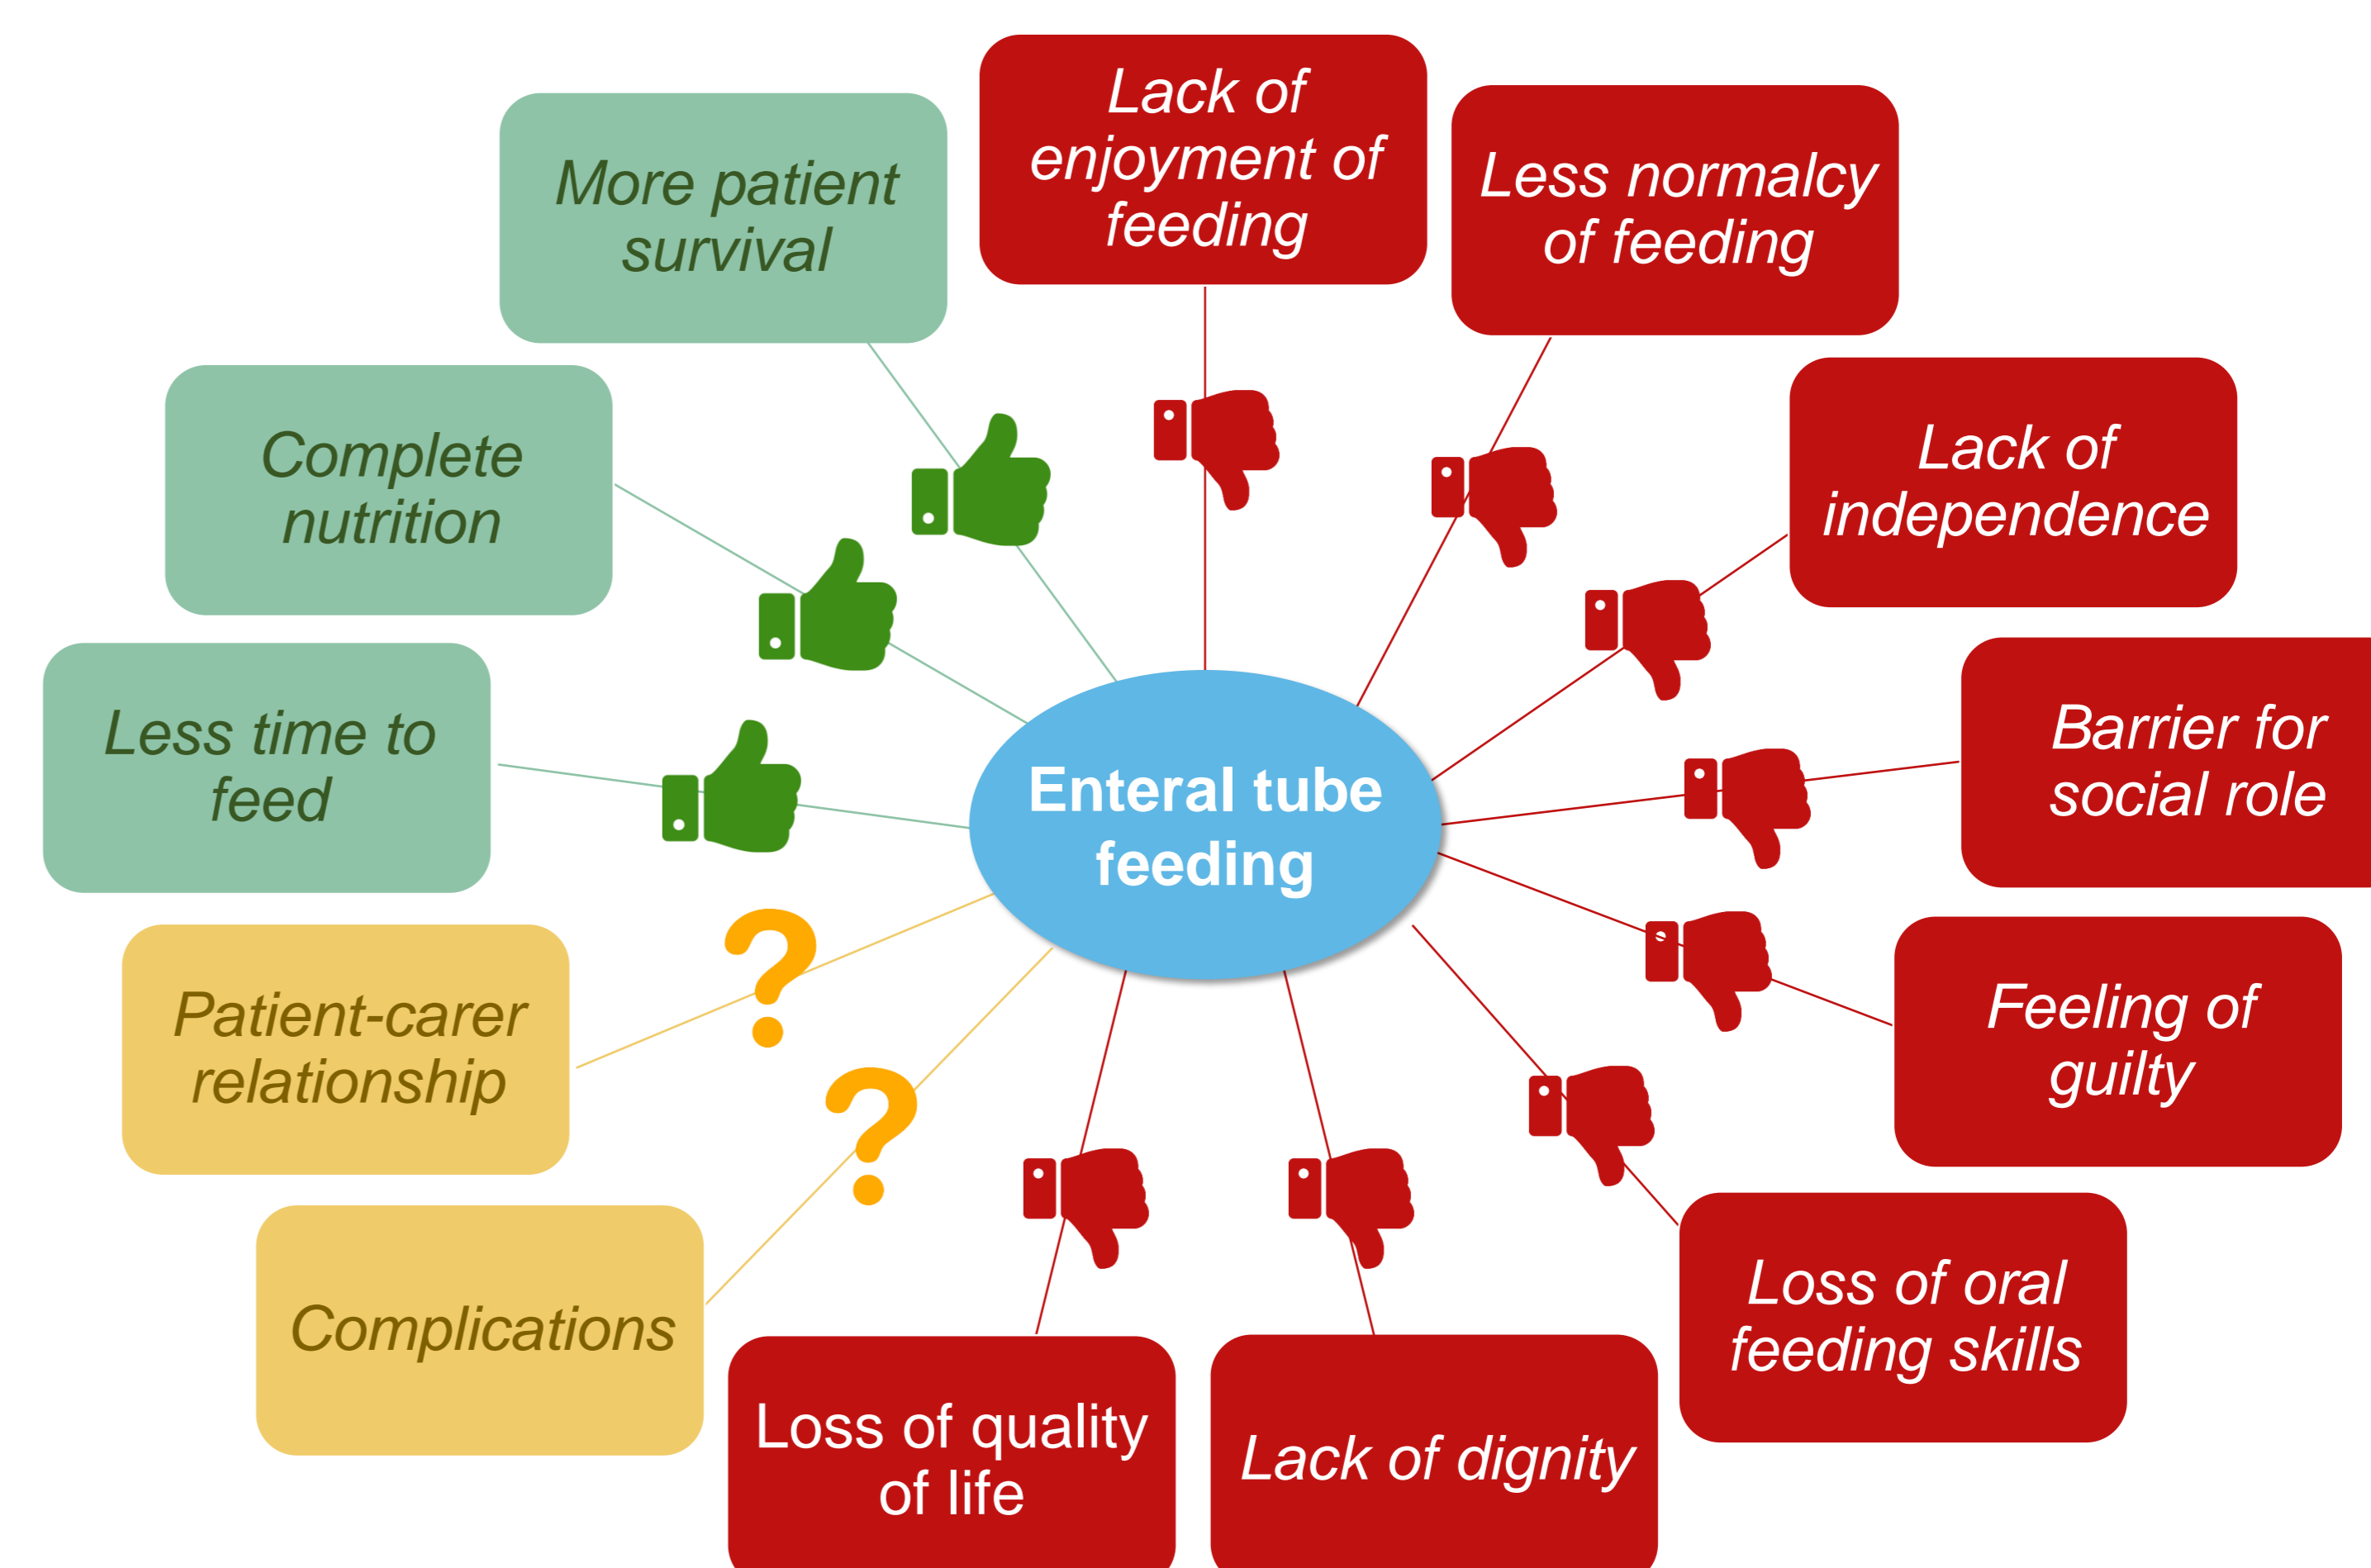 Lack of
enjoyment of
feeding
Less normalcy
of feeding
Lack of
independence
Barrier for
social role
Feeling of
guilty
Loss of oral
feeding skills
Lack of dignity
Loss of quality
of life
Complications
Patient-carer
relationship
Less time to
feed
Complete
nutrition
More patient
survival
Enteral tube
feeding